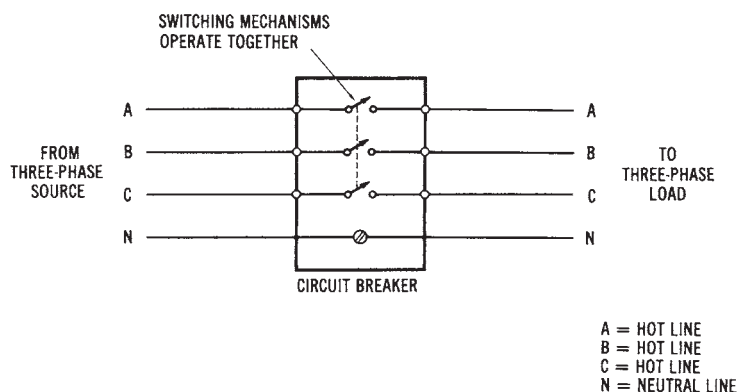 SWITCHING MECHANISMS
OPERATE TOGETHER
A
A
FROM
THREE-PHASE
SOURCE
B
B
TO
THREE-PHASE
LOAD
C
C
N
N
CIRCUIT BREAKER
A = HOT LINE
B = HOT LINE
C = HOT LINE
N = NEUTRAL LINE